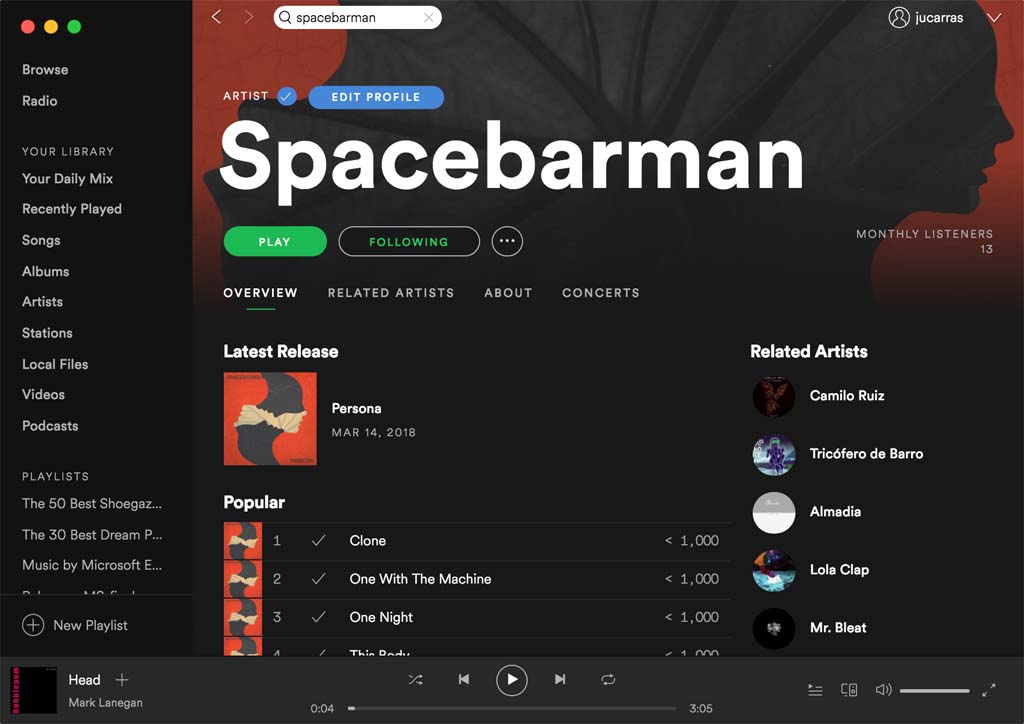 spacebarman
jucarras
Browse
Radio
YOUR LIBRARY
Your Daily Mix
Recently Played
Songs
Albums
Artists
Stations
Local Files
Videos
Podcasts
PLAYLISTS
The 50 Best Shoegaz...
The 30 Best Dream P...
Music by Microsoft E...
New Playlist
ARTIST
EDIT PROFILE
Spacebarman
PLAY
FOLLOWING
MONTHLY LISTENERS
13
OVERVIEW RELATED ARTISTS ABOUT CONCERTS
Latest Release
SPACEBARMAN
PERSONA
Persona
MAR 14, 2018
Popular
1 Clone < 1,000
2 One With The Machine < 1,000
3 One Night < 1,000
4 This Body < 1,000
Related Artists
Camilo Ruiz
Tricófero de Barro
Almadia
Lola Clap
Mr. Bleat
Bubblegum
Head
Mark Lanegan
0:04
3:05